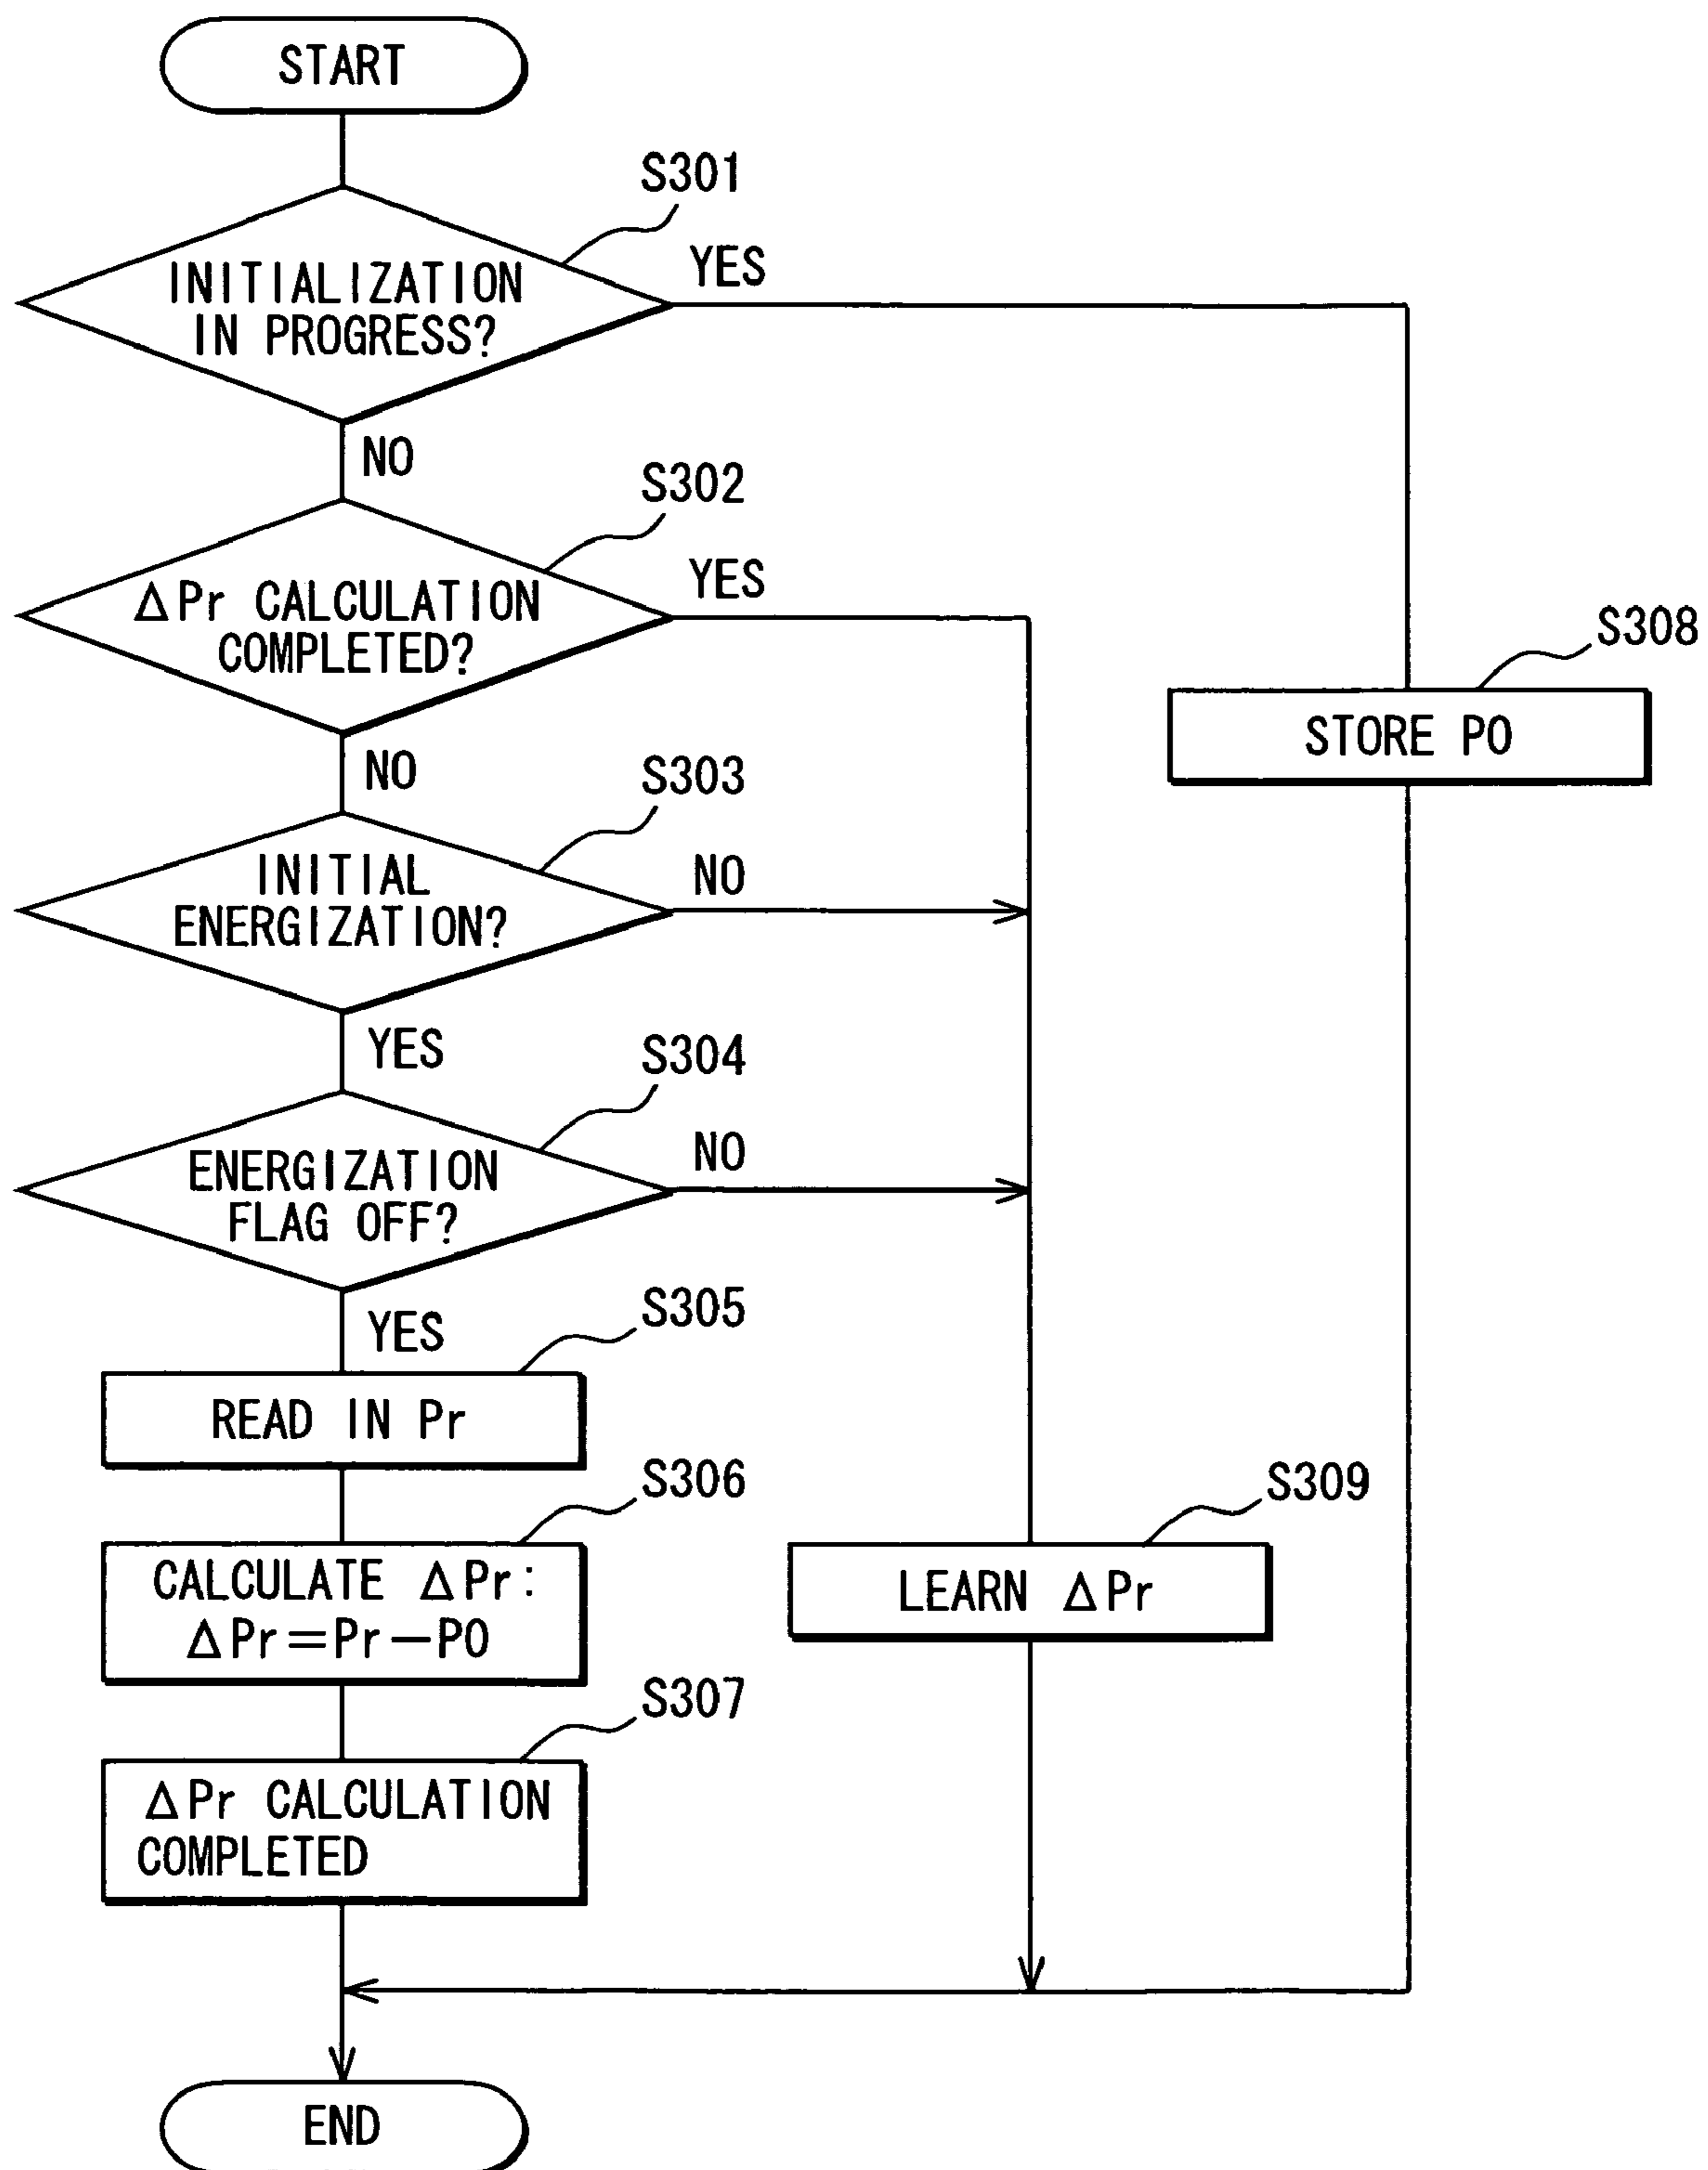 START
S301
INITIALIZATION
IN PROGRESS?
YES
NO
S302
ΔPr CALCULATION
COMPLETED?
YES
NO
S308
STORE P0
S303
INITIAL
ENERGIZATION?
NO
YES
S304
ENERGIZATION
FLAG OFF?
NO
YES
S305
READ IN Pr
S306
CALCULATE ΔPr:
ΔPr=Pr-P0
S309
LEARN ΔPr
S307
ΔPr CALCULATION
COMPLETED
END